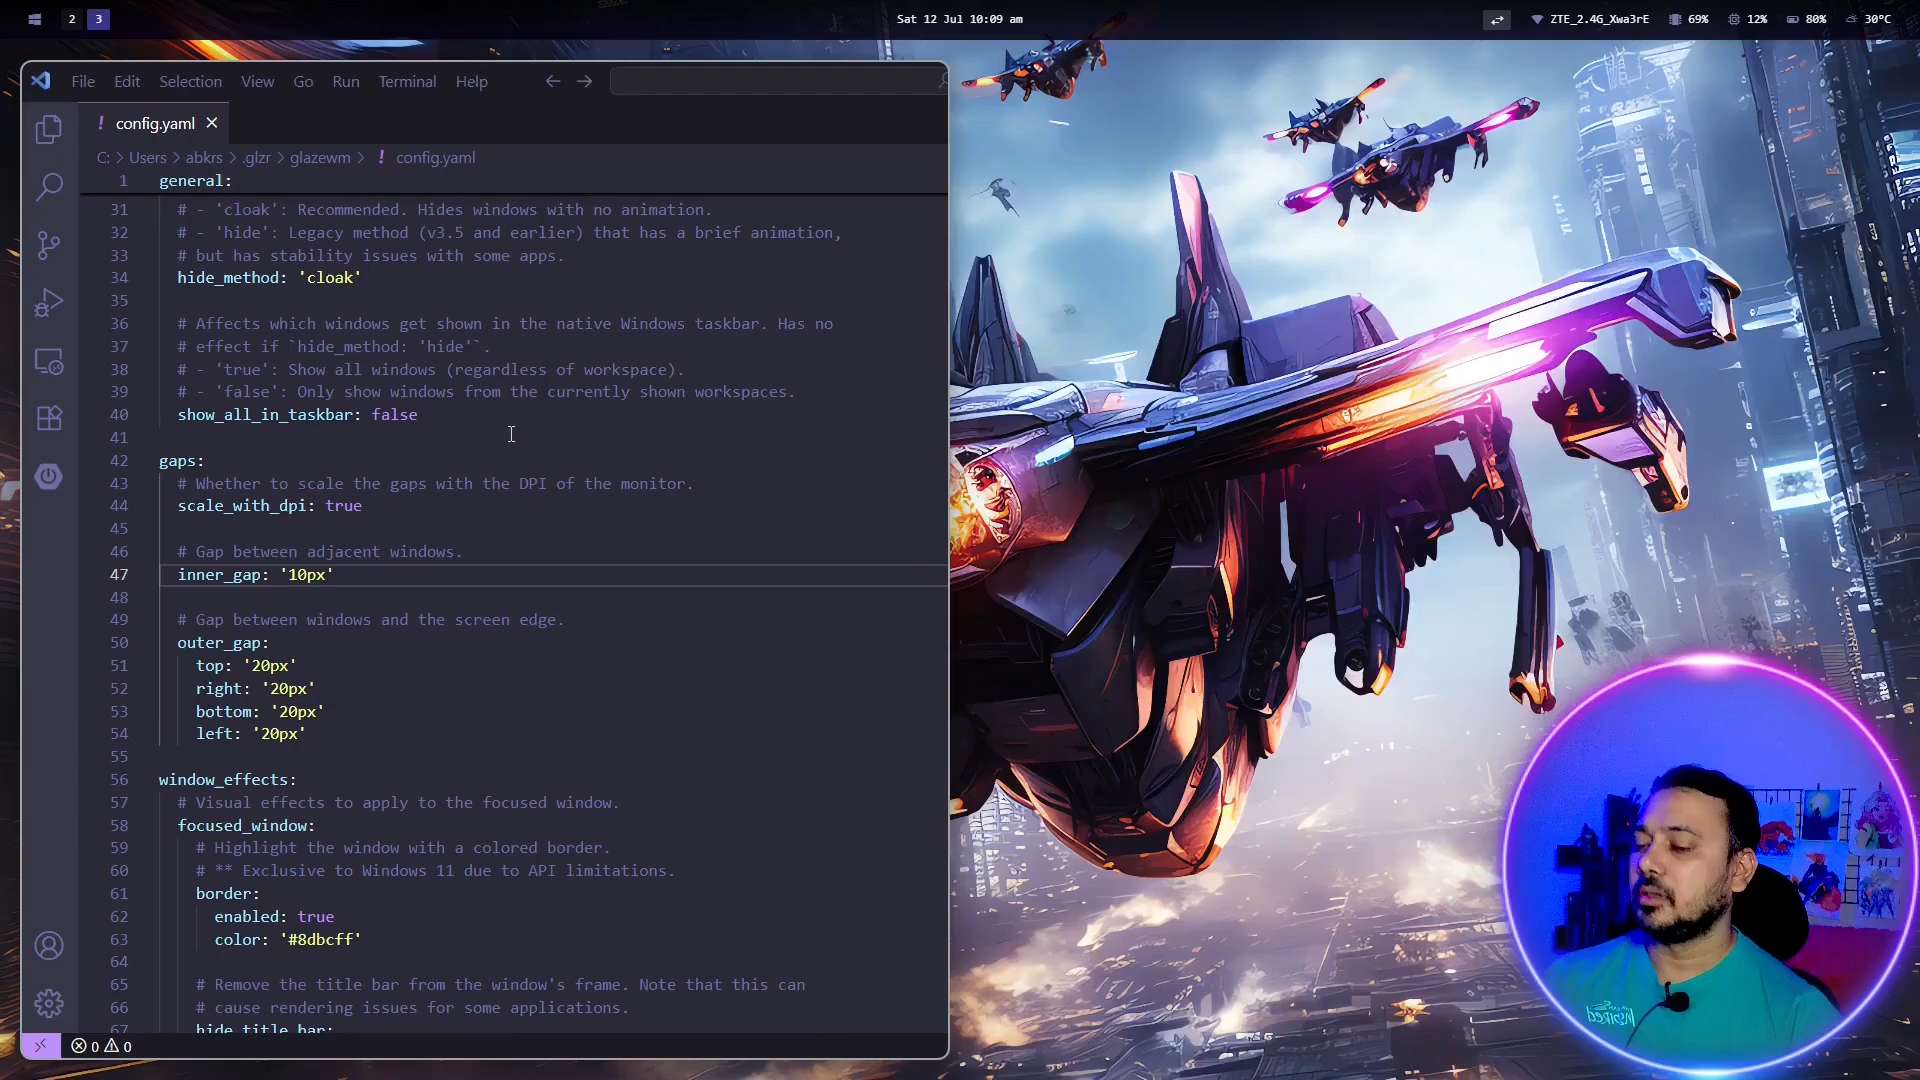 2 3
Sat 12 Jul 10:09 am
ZTE_2.4G_Xwa3rE 69% 12% 80% 30°C
File Edit Selection View Go Run Terminal Help
! config.yaml
C: > Users > abkrs > .glzr > glazewm > ! config.yaml
1 general:
31 # - 'cloak': Recommended. Hides windows with no animation.
32 # - 'hide': Legacy method (v3.5 and earlier) that has a brief animation,
33 # but has stability issues with some apps.
34 hide_method: 'cloak'
35
36 # Affects which windows get shown in the native Windows taskbar. Has no
37 # effect if `hide_method: 'hide'`.
38 # - 'true': Show all windows (regardless of workspace).
39 # - 'false': Only show windows from the currently shown workspaces.
40 show_all_in_taskbar: false
41
42 gaps:
43 # Whether to scale the gaps with the DPI of the monitor.
44 scale_with_dpi: true
45
46 # Gap between adjacent windows.
47 inner_gap: '10px'
48
49 # Gap between windows and the screen edge.
50 outer_gap:
51 top: '20px'
52 right: '20px'
53 bottom: '20px'
54 left: '20px'
55
56 window_effects:
57 # Visual effects to apply to the focused window.
58 focused_window:
59 # Highlight the window with a colored border.
60 # ** Exclusive to Windows 11 due to API limitations.
61 border:
62 enabled: true
63 color: '#8dbcff'
64
65 # Remove the title bar from the window's frame. Note that this can
66 # cause rendering issues for some applications.
67 hide_title_bar:
0 0